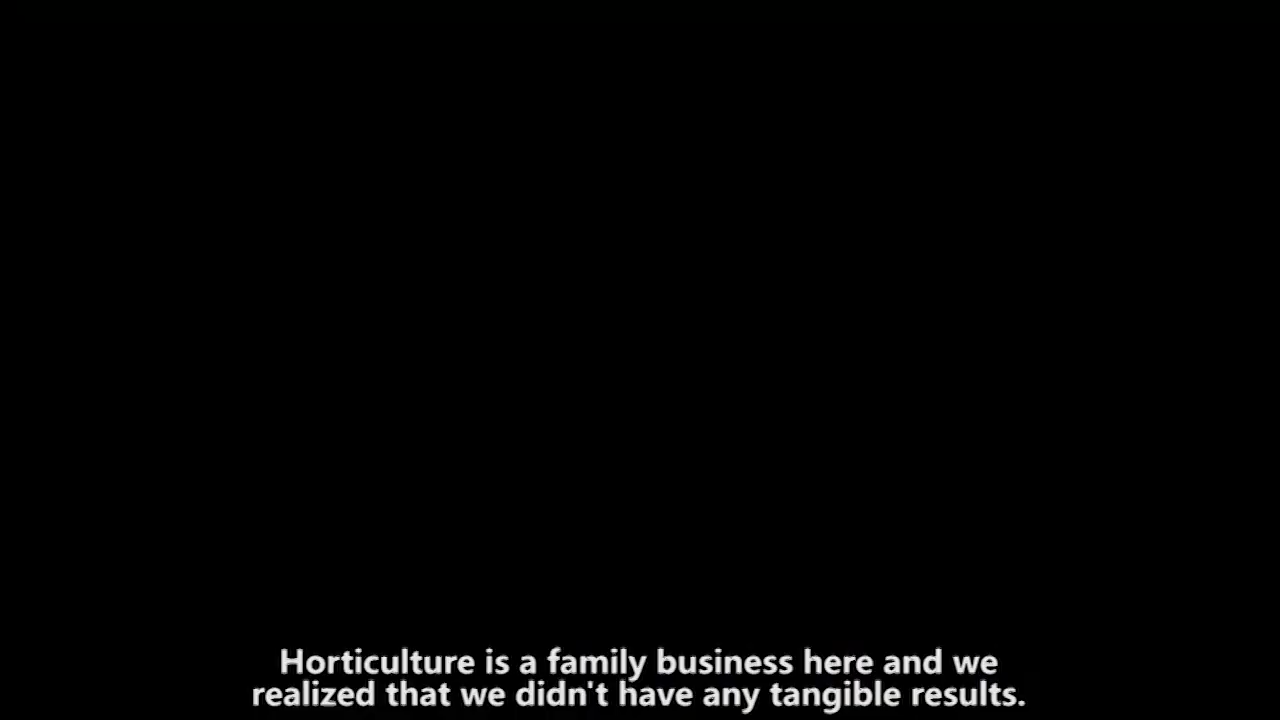 Horticulture is a family business here and we
realized that we didn't have any tangible results.